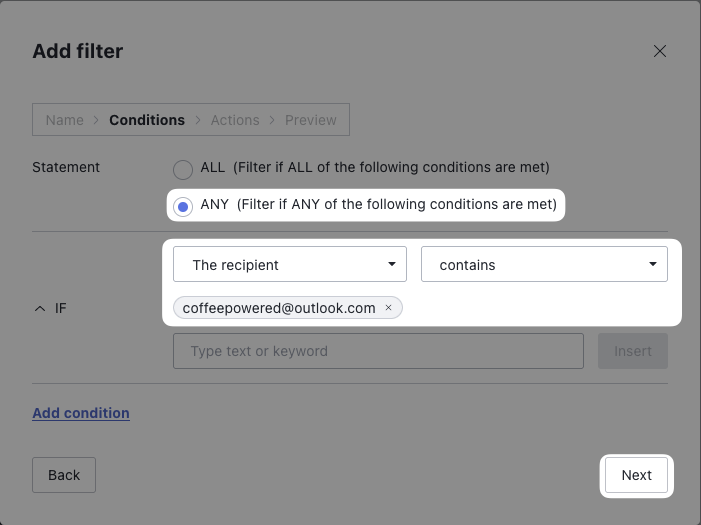 Add filter
Name > Conditions > Actions > Preview
Statement
ALL (Filter if ALL of the following conditions are met)
ANY (Filter if ANY of the following conditions are met)
The recipient
contains
IF
coffeepowered@outlook.com ×
Type text or keyword
Insert
Add condition
Back
Next